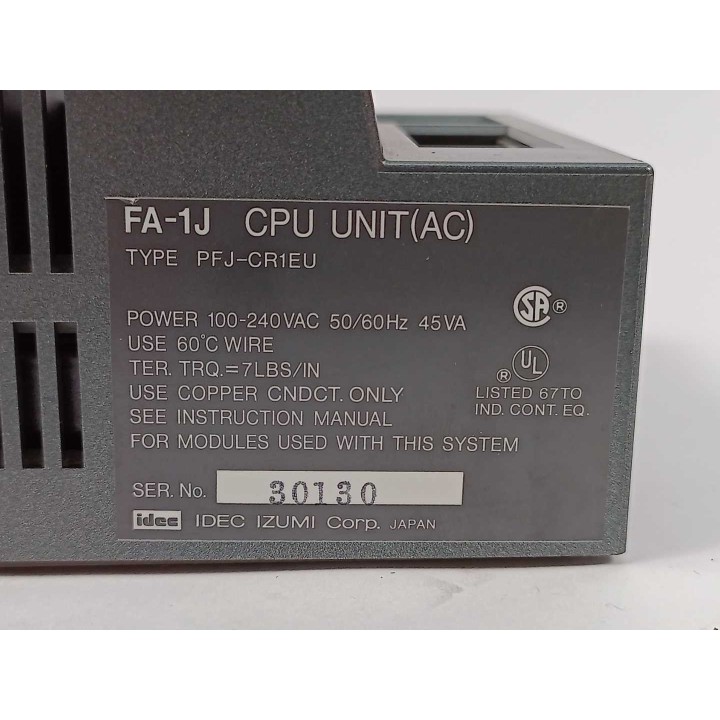 FA-1J CPU UNIT(AC)
TYPE PFJ-CR1EU
POWER 100-240VAC 50/60Hz 45VA
USE 60°C WIRE
TER. TRQ.=7LBS/IN
USE COPPER CNDCT. ONLY
SEE INSTRUCTION MANUAL
FOR MODULES USED WITH THIS SYSTEM
SA ®
® UL
LISTED 67TO
IND. CONT. EQ.
SER. No. 30130
idec IDEC IZUMI Corp. JAPAN